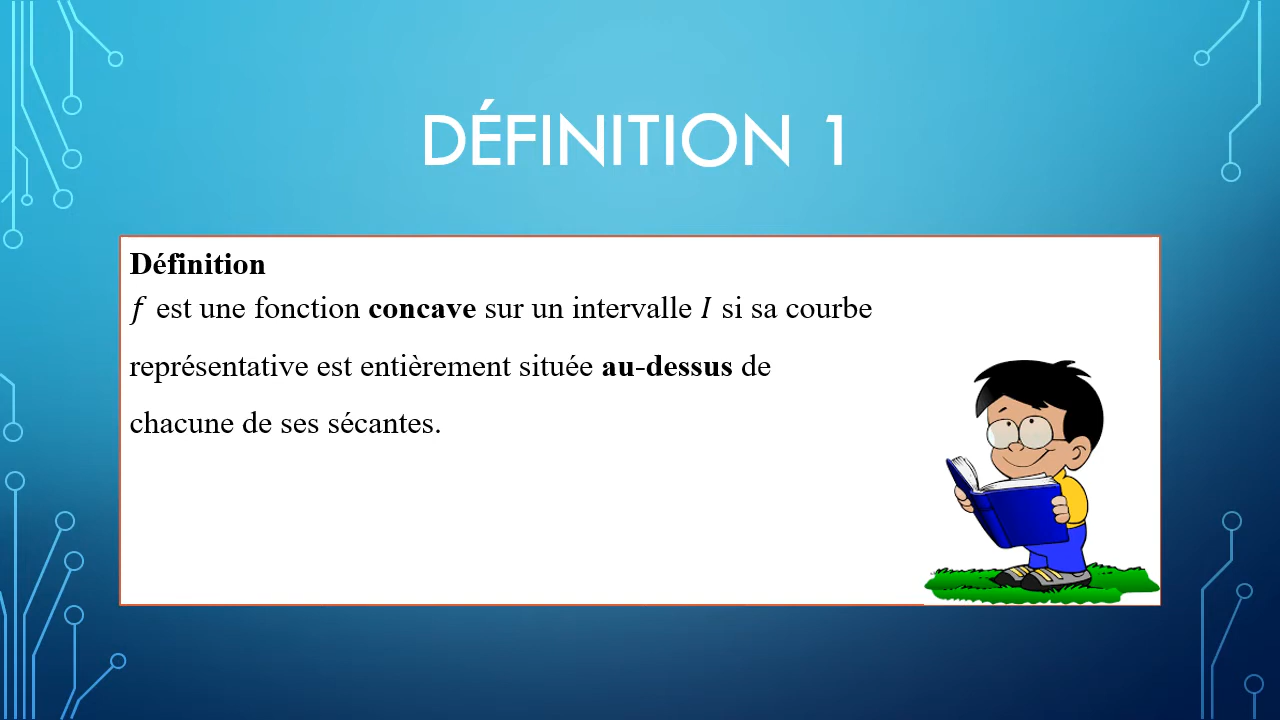 DÉFINITION 1
Définition
𝑓 est une fonction concave sur un intervalle 𝐼 si sa courbe
représentative est entièrement située au-dessus de
chacune de ses sécantes.